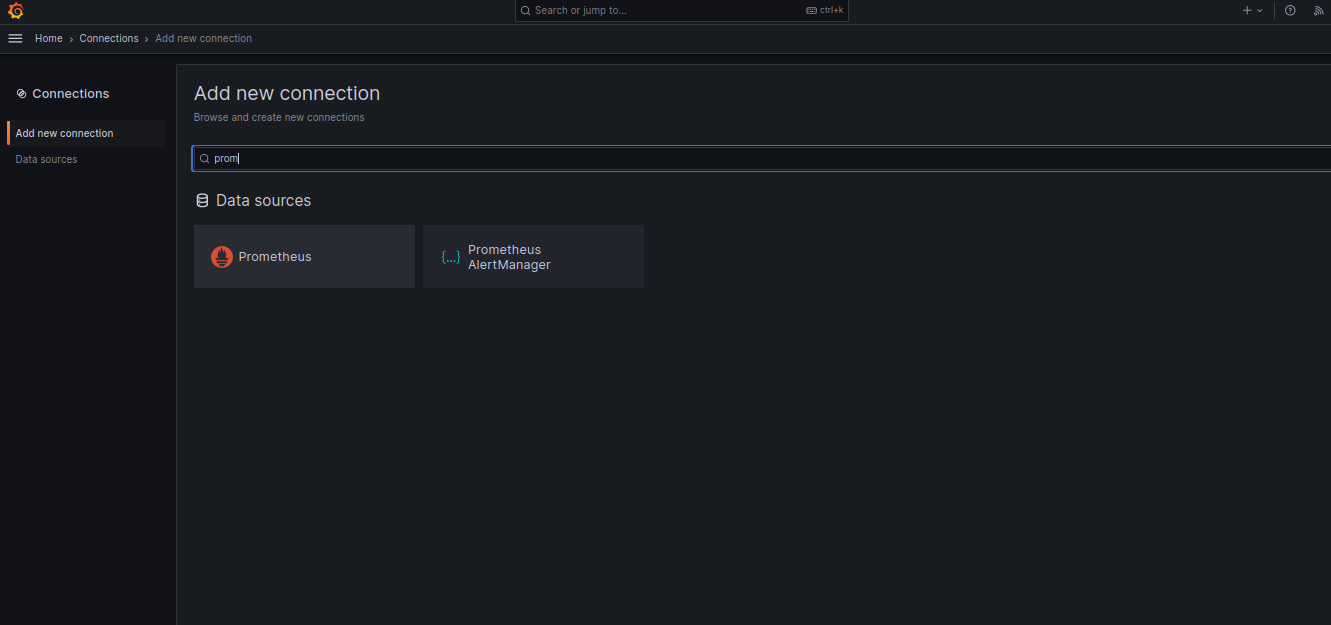 Search or jump to... ctrl+k
Home › Connections › Add new connection
Connections
Add new connection
Data sources
Add new connection
Browse and create new connections
prom
Data sources
Prometheus
{...} Prometheus
AlertManager